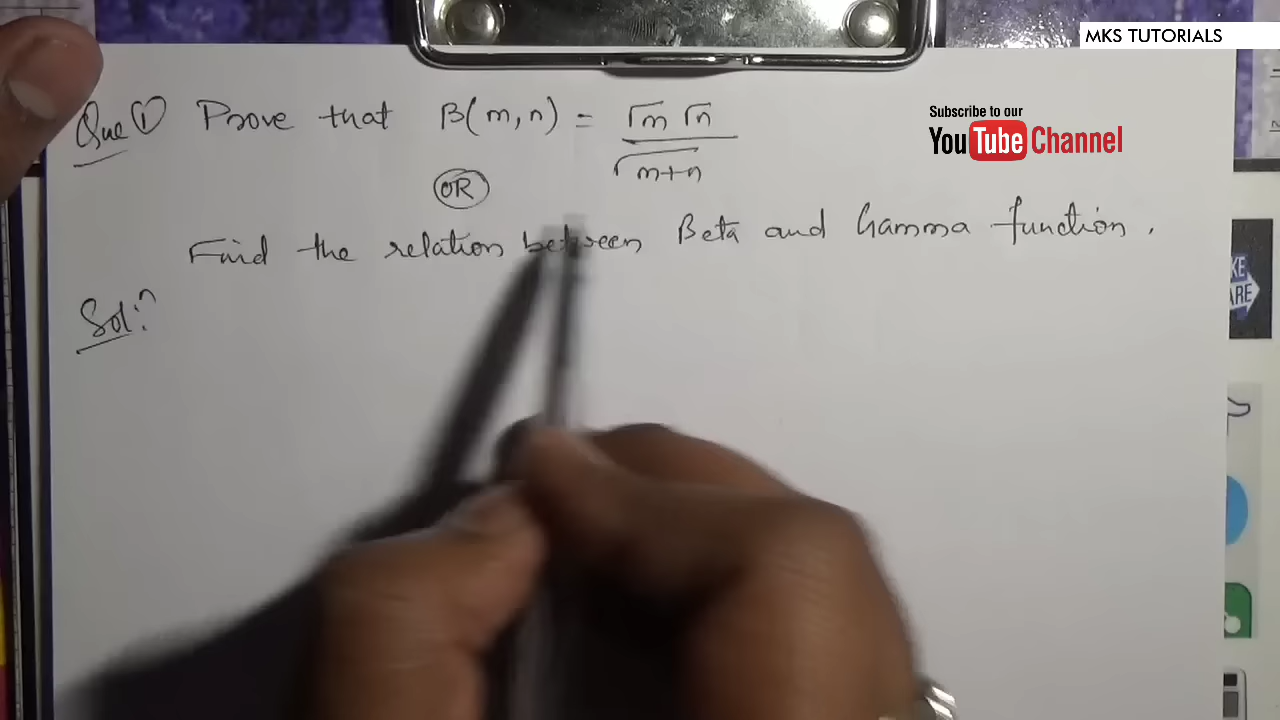 MKS TUTORIALS
Que ① Prove that β(m,n) = Γm Γn / Γm+n
Subscribe to our
YouTube Channel
OR
Find the relation between Beta and Gamma function.
Solⁿ: